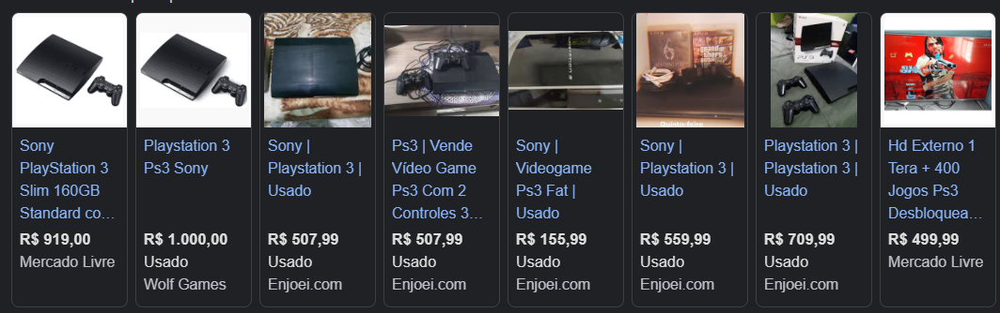 Sony
PlayStation 3
Slim 160GB
Standard co...
R$ 919,00
Mercado Livre
Playstation 3
Ps3 Sony
R$ 1.000,00
Usado
Wolf Games
Sony |
Playstation 3 |
Usado
R$ 507,99
Usado
Enjoei.com
Ps3 | Vende
Vídeo Game
Ps3 Com 2
Controles 3...
R$ 507,99
Usado
Enjoei.com
Sony |
Videogame
Ps3 Fat |
Usado
R$ 155,99
Usado
Enjoei.com
Quinta-feira
Sony |
Playstation 3 |
Usado
R$ 559,99
Usado
Enjoei.com
PS3
Playstation 3 |
Playstation 3 |
Usado
R$ 709,99
Usado
Enjoei.com
Hd Externo 1
Tera + 400
Jogos Ps3
Desbloquea...
R$ 499,99
Mercado Livre